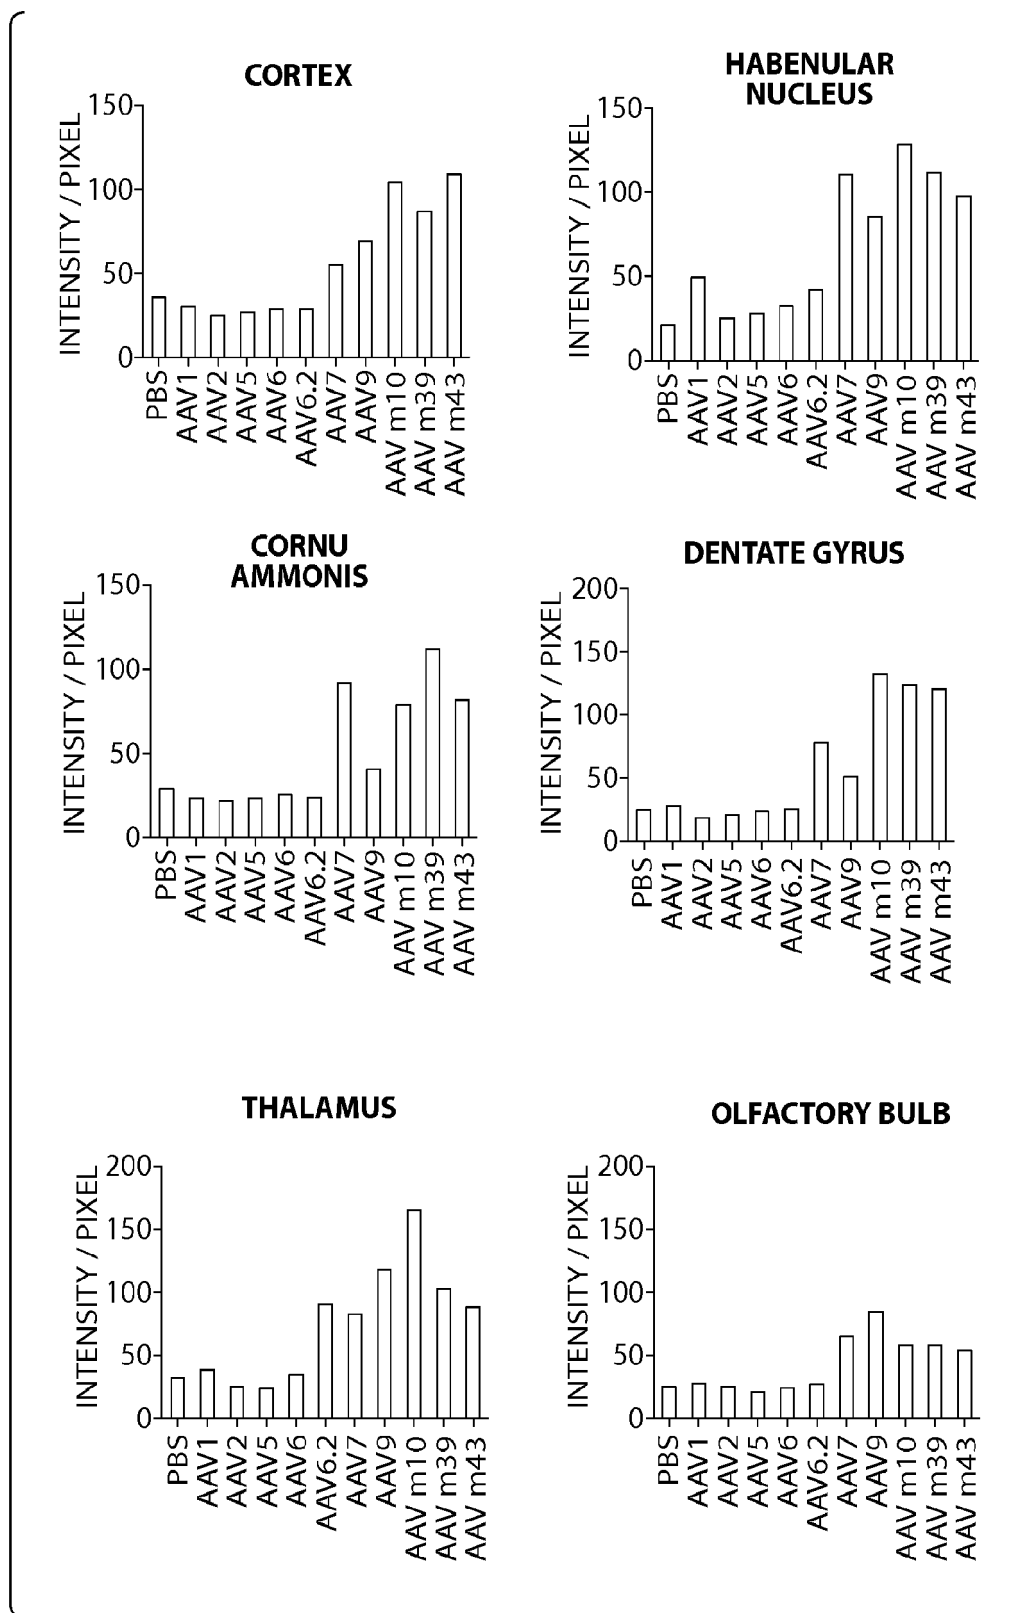 CORTEX
150
100
50
0
INTENSITY / PIXEL
PBS
AAV1
AAV2
AAV5
AAV6
AAV6.2
AAV7
AAV9
AAV m10
AAV m39
AAV m43
HABENULAR
NUCLEUS
150
100
50
0
INTENSITY / PIXEL
PBS
AAV1
AAV2
AAV5
AAV6
AAV6.2
AAV7
AAV9
AAV m10
AAV m39
AAV m43
CORNU
AMMONIS
150
100
50
0
INTENSITY / PIXEL
PBS
AAV1
AAV2
AAV5
AAV6
AAV6.2
AAV7
AAV9
AAV m10
AAV m39
AAV m43
DENTATE GYRUS
200
150
100
50
0
INTENSITY / PIXEL
PBS
AAV1
AAV2
AAV5
AAV6
AAV6.2
AAV7
AAV9
AAV m10
AAV m39
AAV m43
THALAMUS
200
150
100
50
0
INTENSITY / PIXEL
PBS
AAV1
AAV2
AAV5
AAV6
AAV6.2
AAV7
AAV9
AAV m10
AAV m39
AAV m43
OLFACTORY BULB
200
150
100
50
0
INTENSITY / PIXEL
PBS
AAV1
AAV2
AAV5
AAV6
AAV6.2
AAV7
AAV9
AAV m10
AAV m39
AAV m43